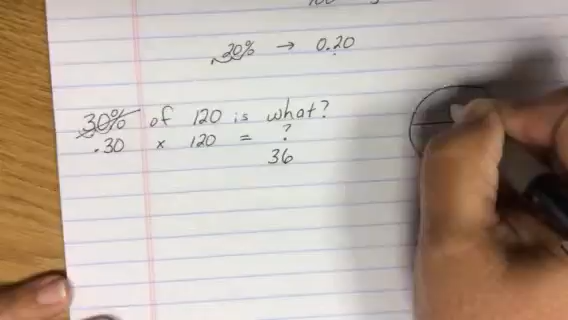 20% → 0.20
30% of 120 is what?
.30 x 120 = ?
36